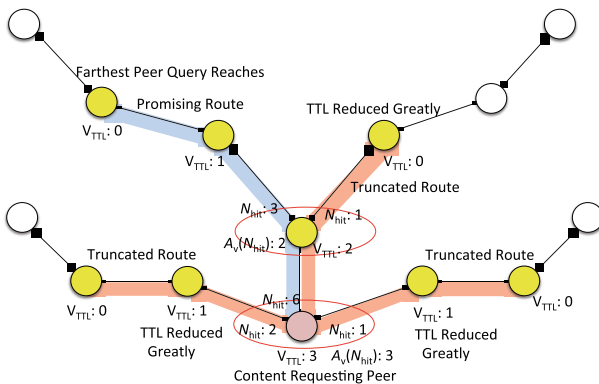 Farthest Peer Query Reaches
Promising Route
TTL Reduced Greatly
V_TTL: 0
V_TTL: 1
V_TTL: 0
Truncated Route
N_hit: 3
N_hit: 1
A_v(N_hit): 2
V_TTL: 2
Truncated Route
Truncated Route
N_hit: 6
V_TTL: 0
V_TTL: 1
V_TTL: 1
V_TTL: 0
TTL Reduced
Greatly
N_hit: 2
N_hit: 1
TTL Reduced
Greatly
V_TTL: 3
A_v(N_hit): 3
Content Requesting Peer